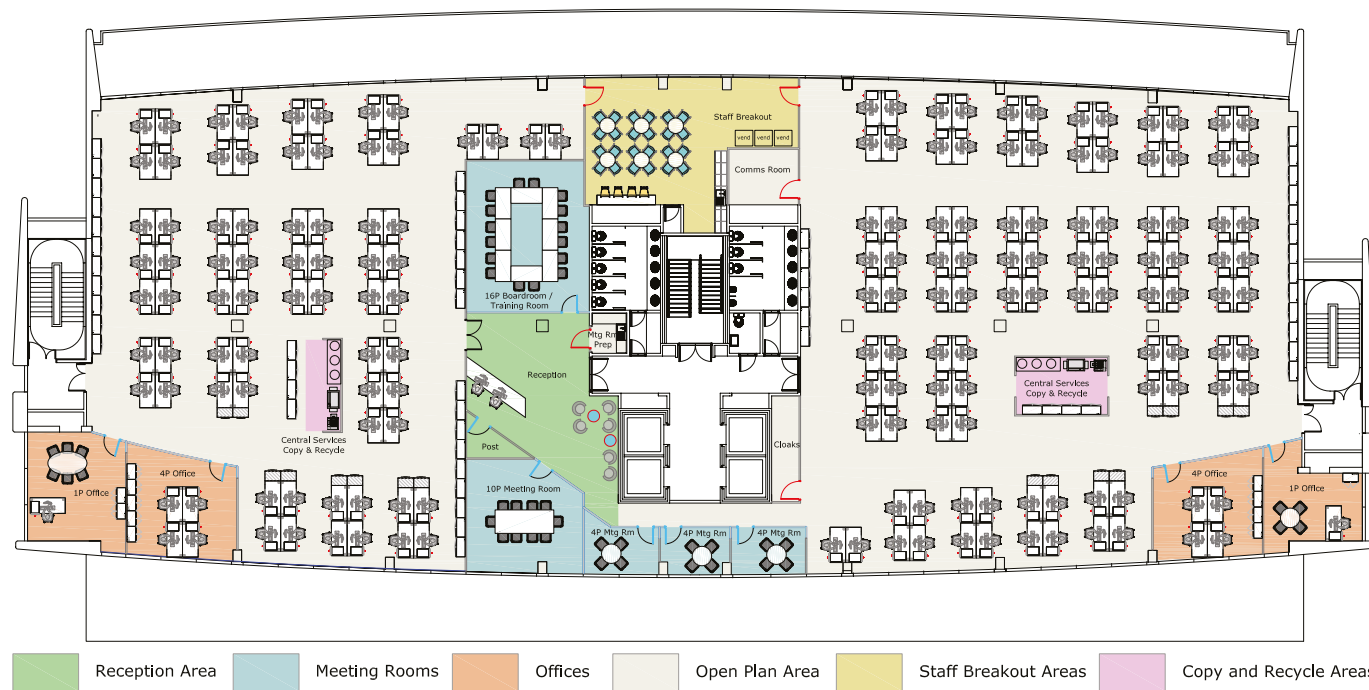 Staff Breakout
vend vend vend
Comms Room
16P Boardroom /
Training Room
Mtg Rm
Prep
Reception
Central Services
Copy & Recycle
Central Services
Copy & Recycle
Post
Cloaks
4P Office
1P Office
10P Meeting Room
4P Mtg Rm
4P Mtg Rm
4P Mtg Rm
4P Office
1P Office
Reception Area
Meeting Rooms
Offices
Open Plan Area
Staff Breakout Areas
Copy and Recycle Areas